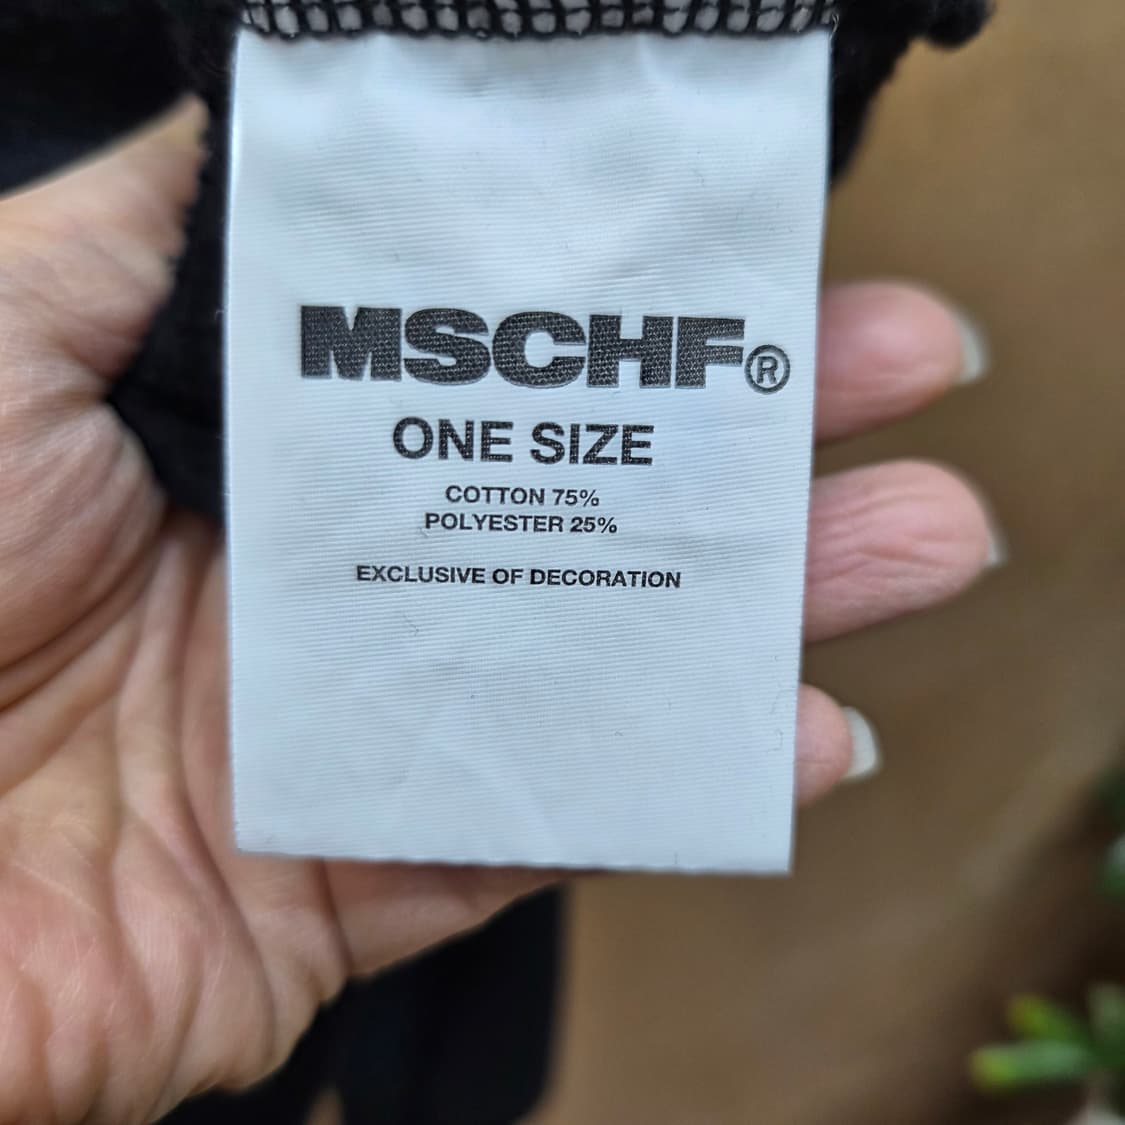 MSCHF®
ONE SIZE
COTTON 75%
POLYESTER 25%
EXCLUSIVE OF DECORATION